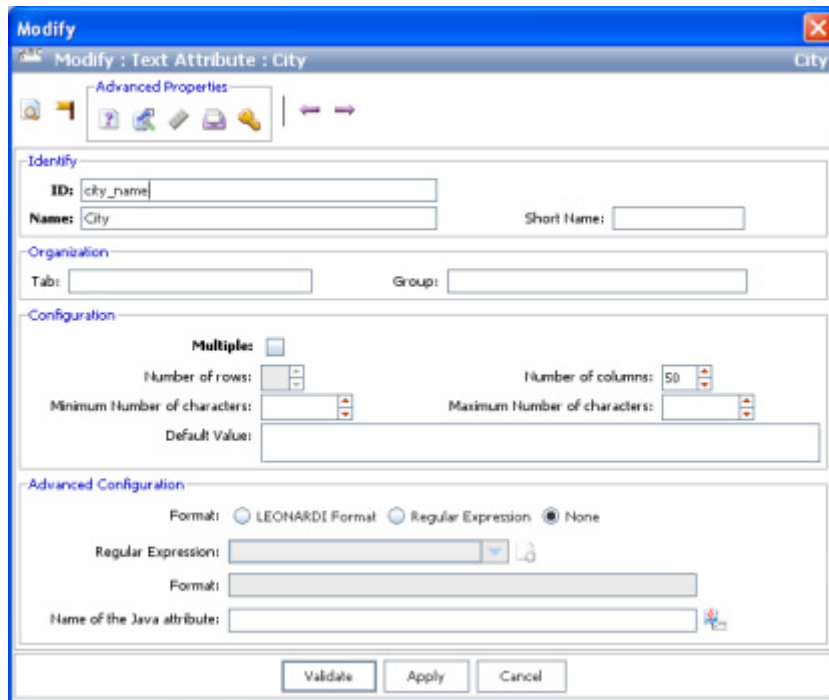 Modify
Modify : Text Attribute : City City
Advanced Properties
Identify
ID: city_name
Name: City Short Name:
Organization
Tab: Group:
Configuration
Multiple:
Number of rows: Number of columns: 50
Minimum Number of characters: Maximum Number of characters:
Default Value:
Advanced Configuration
Format: LEONARDI Format Regular Expression None
Regular Expression:
Format:
Name of the Java attribute:
Validate Apply Cancel